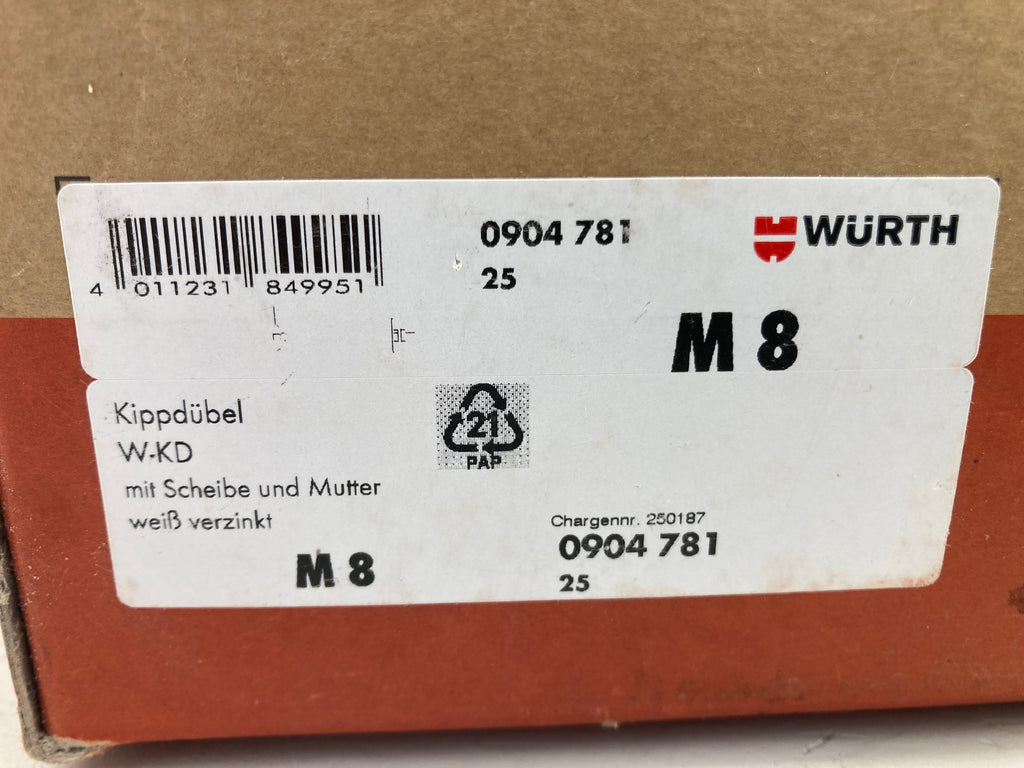 4 011231 849951
0904 781
25
WÜRTH
M 8
Kippdübel
W-KD
mit Scheibe und Mutter
weiß verzinkt
M 8
21
PAP
Chargennr. 250187
0904 781
25